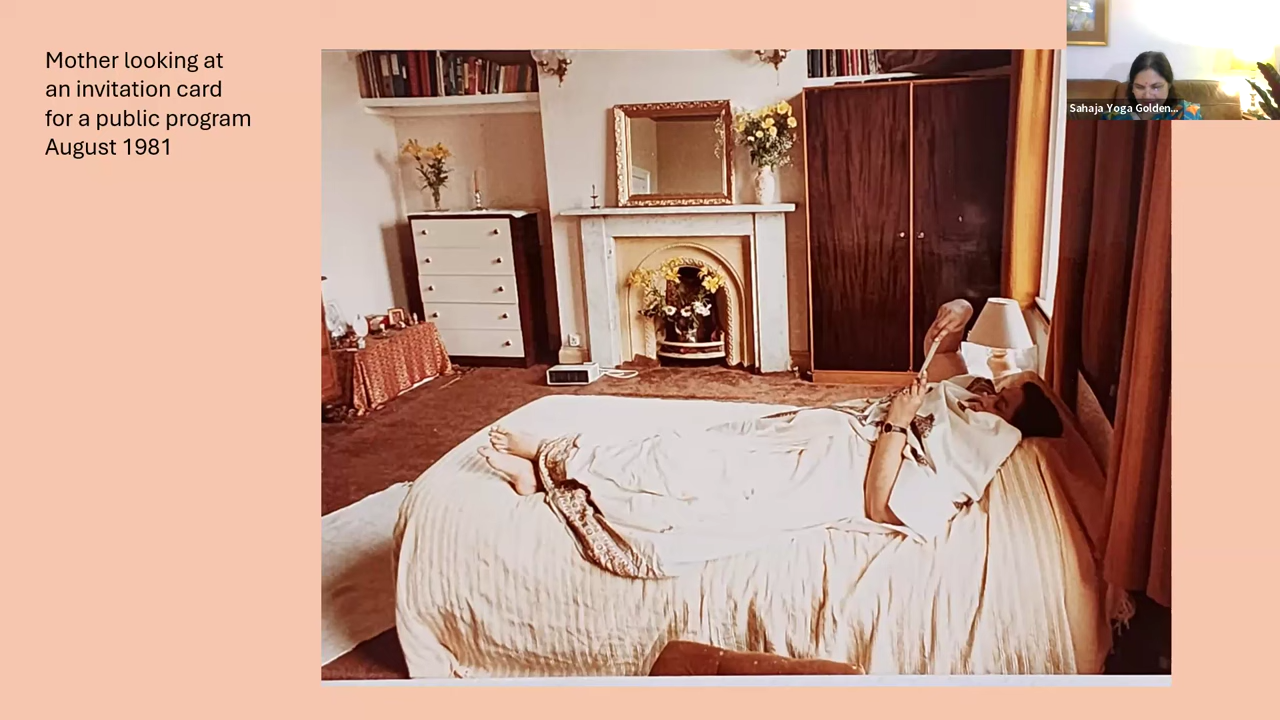 Mother looking at
an invitation card
for a public program
August 1981
Sahaja Yoga Golden...